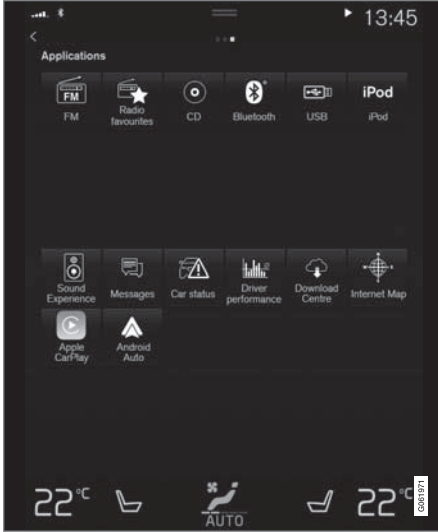 13:45
Applications
FM
FM
Radio
favourites
CD
Bluetooth
USB
iPod
iPod
Sound
Experience
Messages
Car status
Driver
performance
Download
Centre
Internet Map
Apple
CarPlay
Android
Auto
22°C
AUTO
22°C
G061971